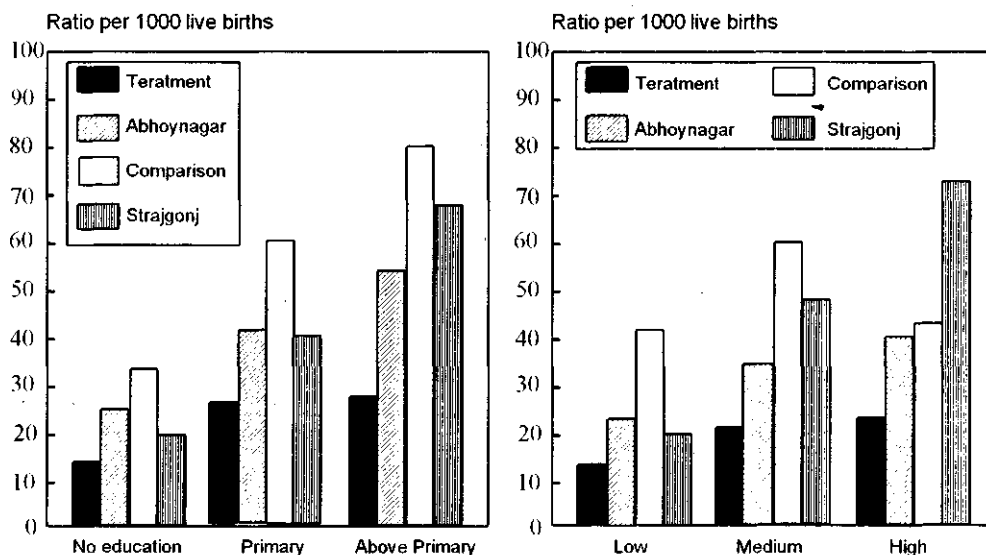 Ratio per 1000 live births
100
90
80
70
60
50
40
30
20
10
0
Teratment
Abhoynagar
Comparison
Strajgonj
No education Primary Above Primary
Ratio per 1000 live births
100
90
80
70
60
50
40
30
20
10
0
Teratment Comparison
Abhoynagar Strajgonj
Low Medium High